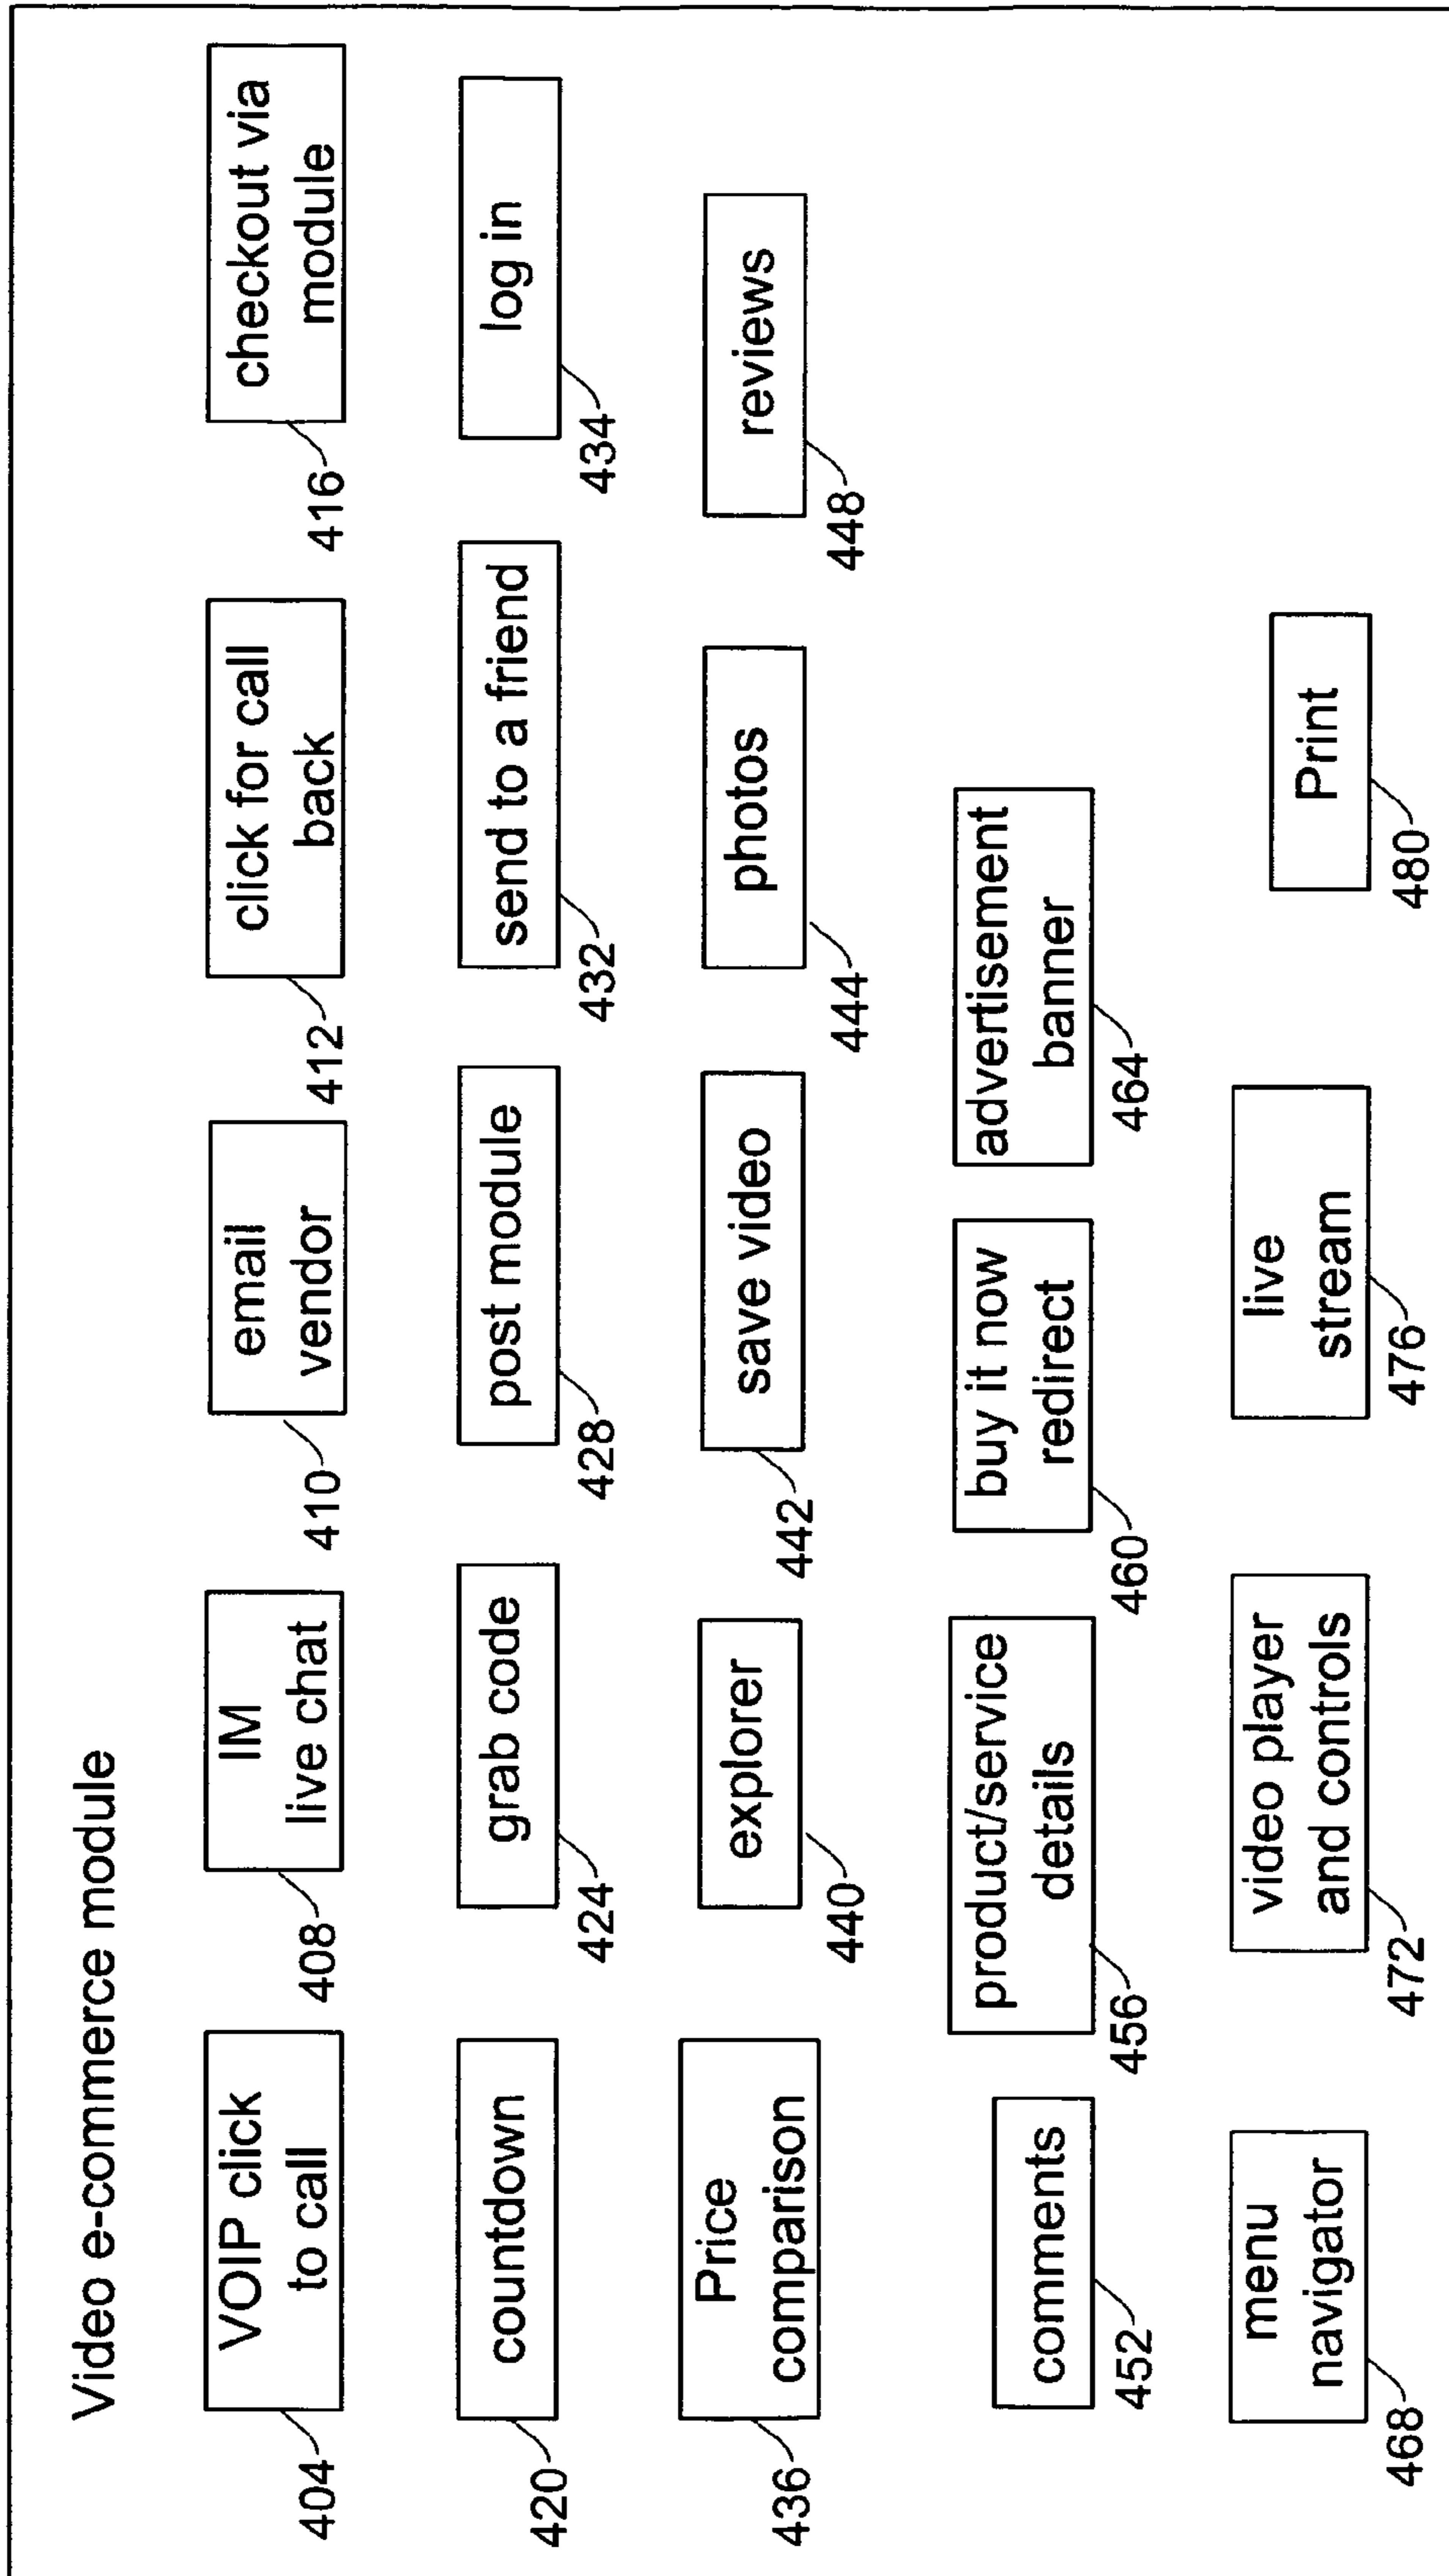 Video e-commerce module
VOIP click
to call
404
IM
live chat
408
email
vendor
410
click for call
back
412
checkout via
module
416
countdown
420
grab code
424
post module
428
send to a friend
432
log in
434
Price
comparison
436
explorer
440
save video
442
photos
444
reviews
448
comments
452
product/service
details
456
buy it now
redirect
460
advertisement
banner
464
menu
navigator
468
video player
and controls
472
live
stream
476
Print
480